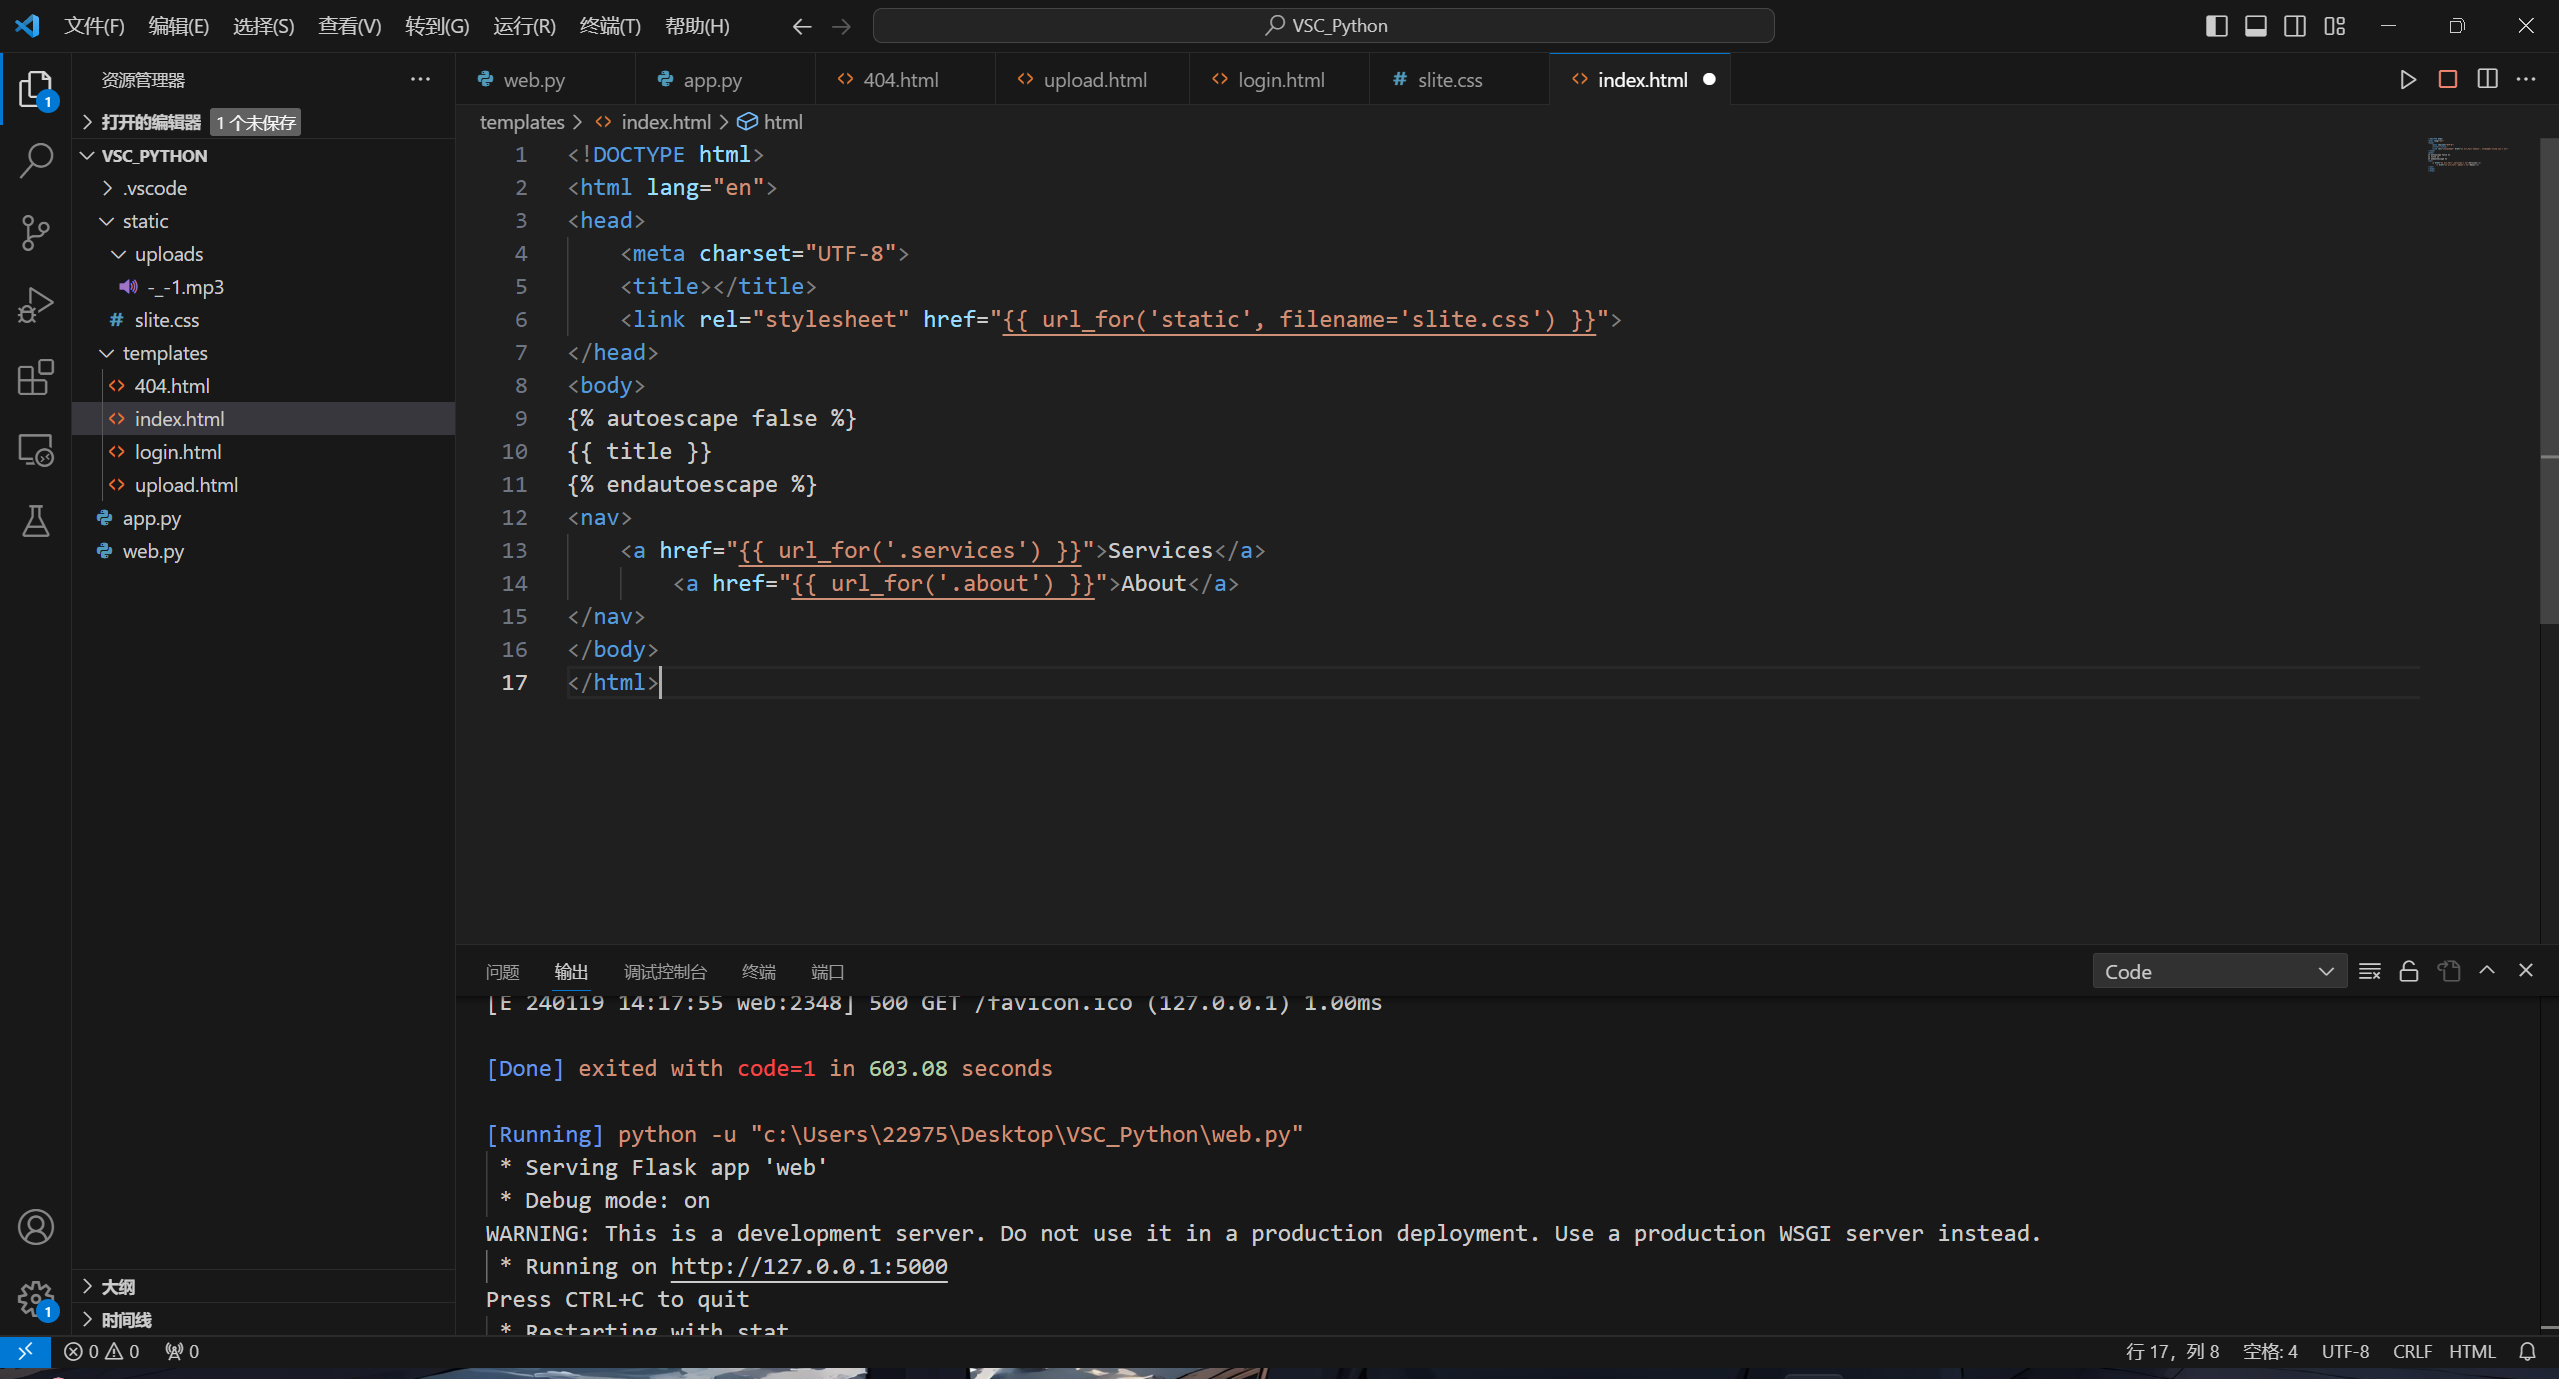 文件(F) 编辑(E) 选择(S) 查看(V) 转到(G) 运行(R) 终端(T) 帮助(H) VSC_Python
资源管理器
web.py app.py 404.html upload.html login.html slite.css index.html
打开的编辑器 1 个未保存
VSC_PYTHON
.vscode
static
uploads
-_-1.mp3
slite.css
templates
404.html
index.html
login.html
upload.html
app.py
web.py
大纲
时间线
1
1
templates index.html html
1 <!DOCTYPE html>
2 <html lang="en">
3 <head>
4     <meta charset="UTF-8">
5     <title></title>
6     <link rel="stylesheet" href="{{ url_for('static', filename='slite.css') }}">
7 </head>
8 <body>
9 {% autoescape false %}
10 {{ title }}
11 {% endautoescape %}
12 <nav>
13     <a href="{{ url_for('.services') }}">Services</a>
14         <a href="{{ url_for('.about') }}">About</a>
15 </nav>
16 </body>
17 </html>
问题 输出 调试控制台 终端 端口 Code
[E 240119 14:17:55 web:2348] 500 GET /favicon.ico (127.0.0.1) 1.00ms
[Done] exited with code=1 in 603.08 seconds
[Running] python -u "c:\Users\22975\Desktop\VSC_Python\web.py"
* Serving Flask app 'web'
* Debug mode: on
WARNING: This is a development server. Do not use it in a production deployment. Use a production WSGI server instead.
* Running on http://127.0.0.1:5000
Press CTRL+C to quit
* Restarting with stat
0 0 0 行 17，列 8 空格: 4 UTF-8 CRLF HTML